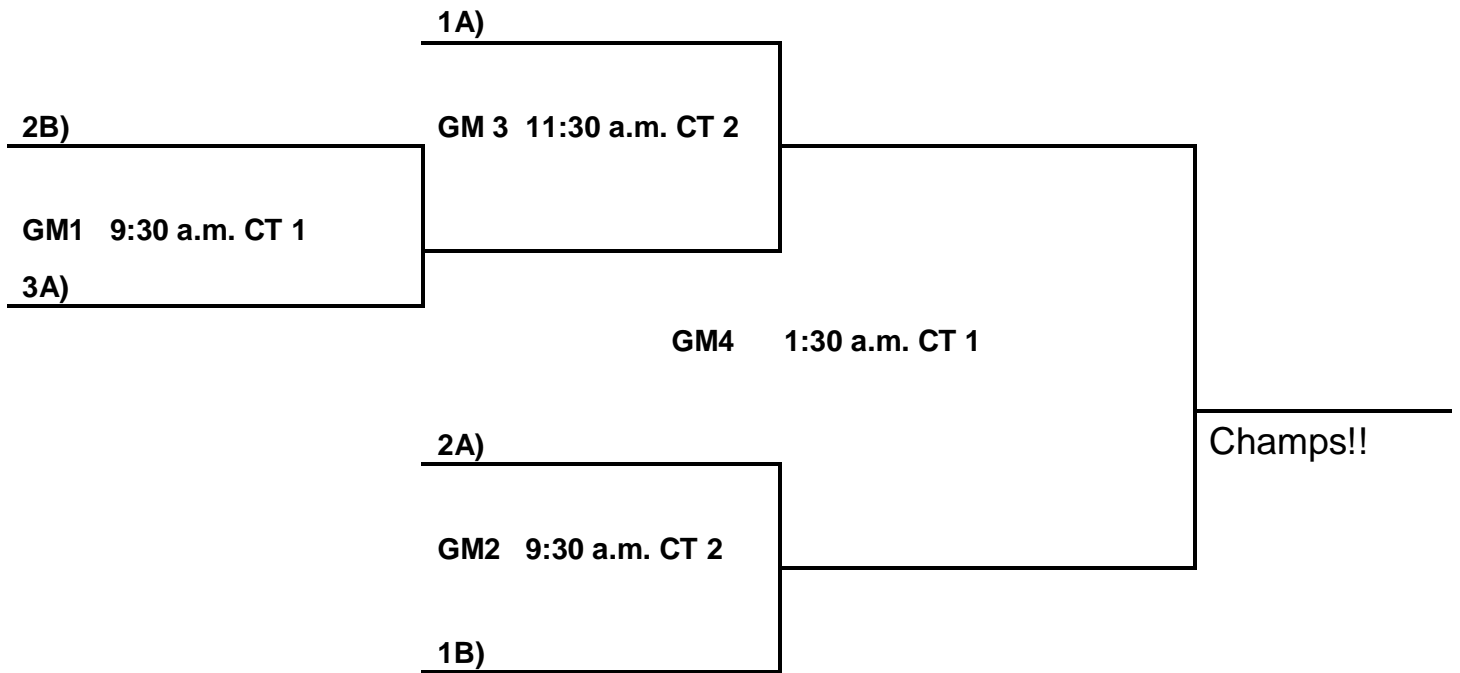 1A)
2B)
GM 3 11:30 a.m. CT 2
GM1 9:30 a.m. CT 1
3A)
GM4 1:30 a.m. CT 1
2A)
Champs!!
GM2 9:30 a.m. CT 2
1B)